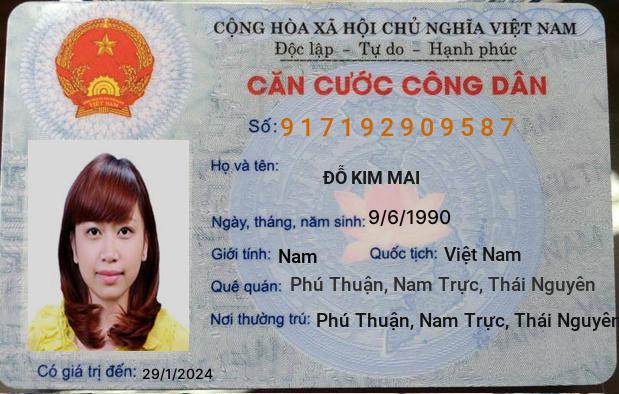 CỘNG HÒA XÃ HỘI CHỦ NGHĨA VIỆT NAM
Độc lập - Tự do - Hạnh phúc
CĂN CƯỚC CÔNG DÂN
Số: 917192909587
Họ và tên:
ĐỖ KIM MAI
Ngày, tháng, năm sinh: 9/6/1990
Giới tính: Nam Quốc tịch: Việt Nam
Quê quán: Phú Thuận, Nam Trực, Thái Nguyên
Nơi thường trú: Phú Thuận, Nam Trực, Thái Nguyên
Có giá trị đến: 29/1/2024